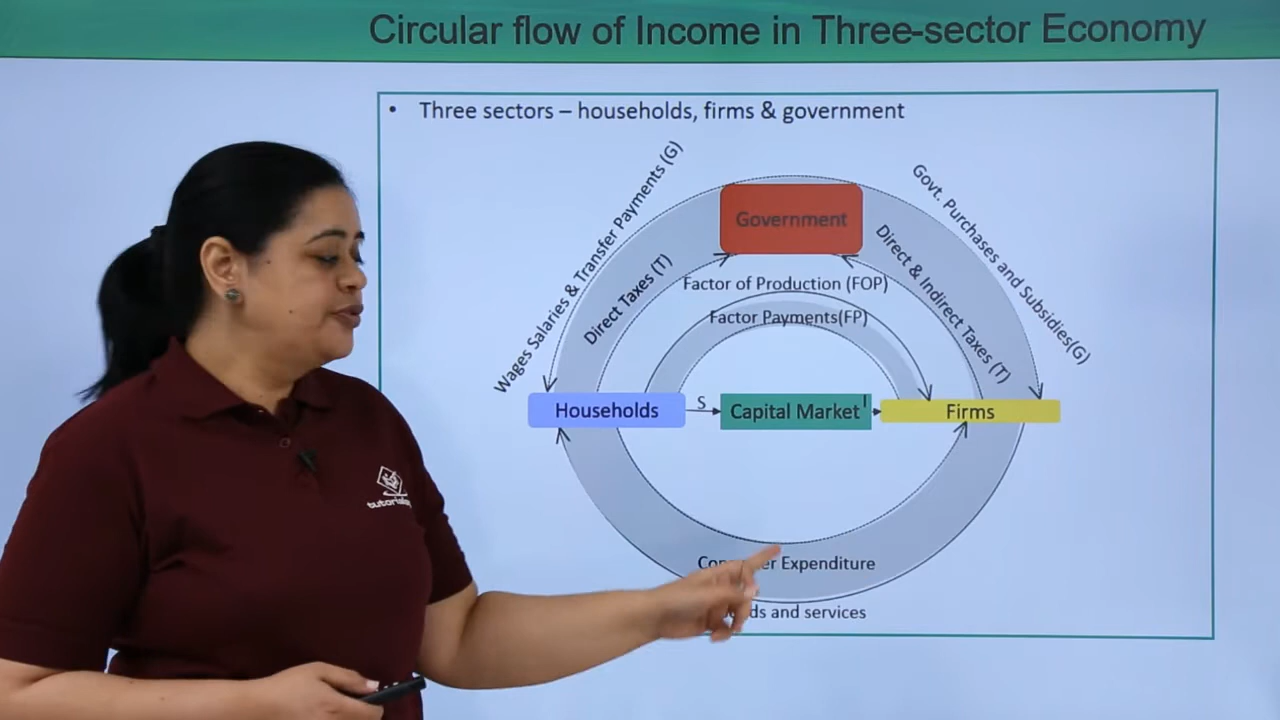 Circular flow of Income in Three-sector Economy
• Three sectors – households, firms & government
Wages Salaries & Transfer Payments (G)
Govt. Purchases and Subsidies(G)
Government
Direct Taxes (T)
Direct & Indirect Taxes (T)
Factor of Production (FOP)
Factor Payments(FP)
Households
S
Capital Market
I
Firms
Expenditure
and services